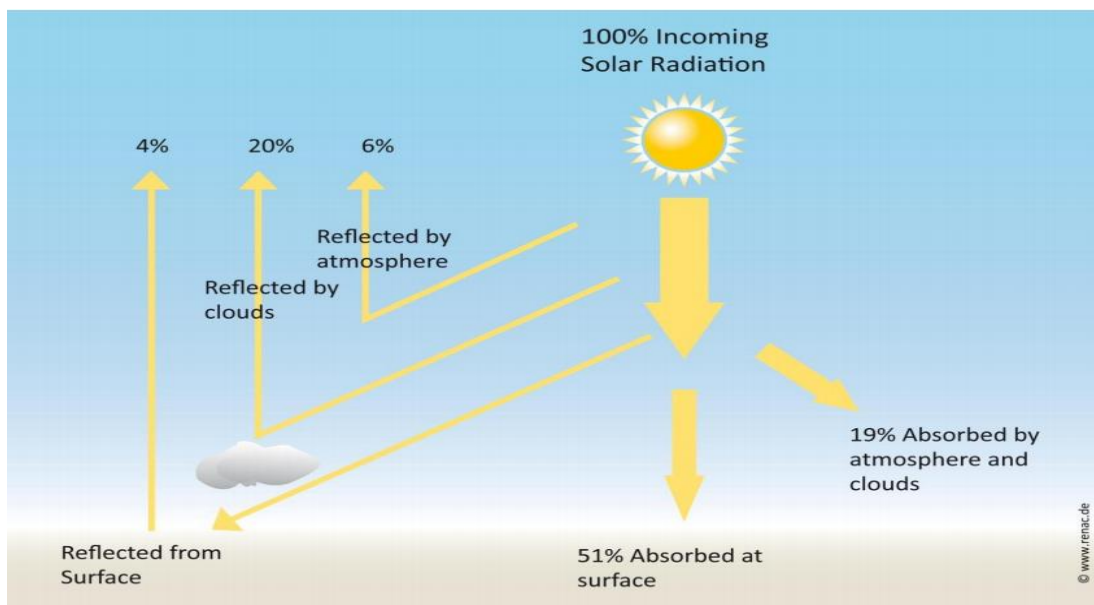 100% Incoming
Solar Radiation
4%
20%
6%
Reflected by
atmosphere
Reflected by
clouds
19% Absorbed by
atmosphere and
clouds
Reflected from
Surface
51% Absorbed at
surface
© www.renac.de